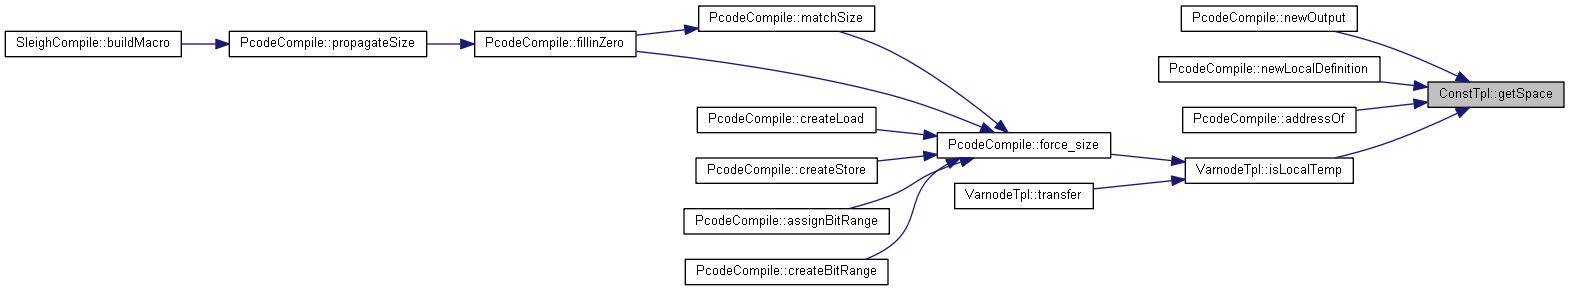 SleighCompile::buildMacro
PcodeCompile::propagateSize
PcodeCompile::fillinZero
PcodeCompile::matchSize
PcodeCompile::createLoad
PcodeCompile::createStore
PcodeCompile::assignBitRange
PcodeCompile::createBitRange
PcodeCompile::force_size
VarnodeTpl::transfer
PcodeCompile::newOutput
PcodeCompile::newLocalDefinition
PcodeCompile::addressOf
VarnodeTpl::isLocalTemp
ConstTpl::getSpace